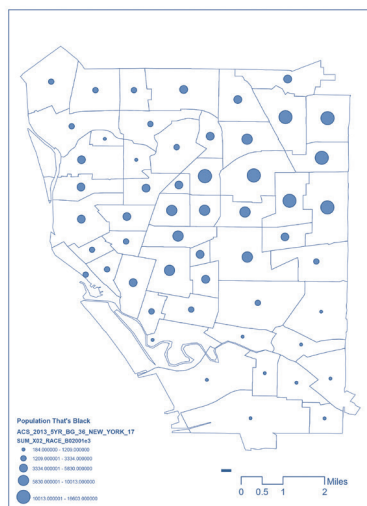 Population That's Black
ACS_2013_5YR_BG_36_NEW_YORK_17
SUM_X02_RACE_B02001e3
184.000000 - 1209.000000
1209.000001 - 3334.000000
3334.000001 - 5830.000000
5830.000001 - 10013.000000
10013.000001 - 15603.000000
Miles
0 0.5 1 2